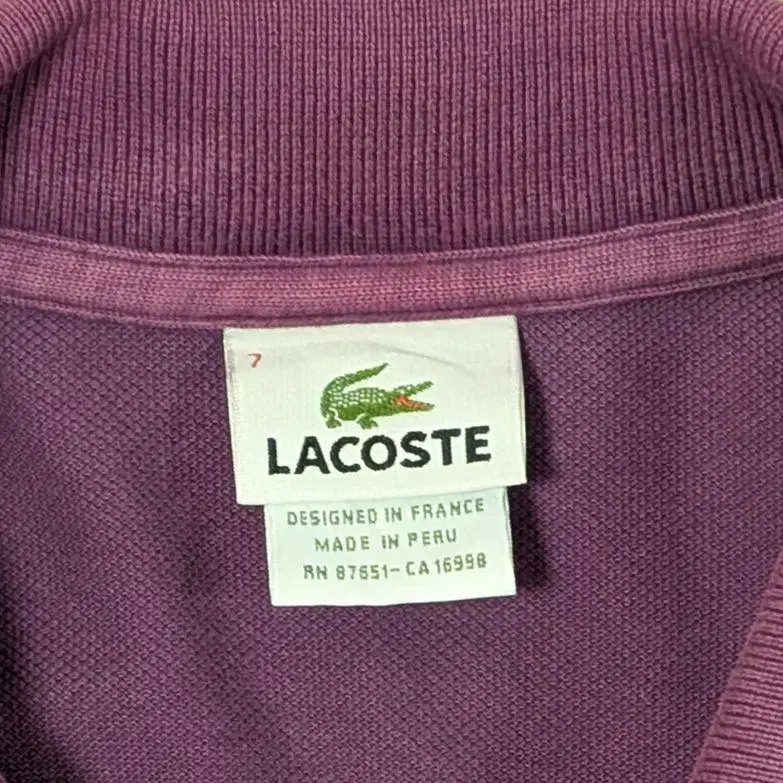 7
LACOSTE
DESIGNED IN FRANCE
MADE IN PERU
RN 87651-CA 16998